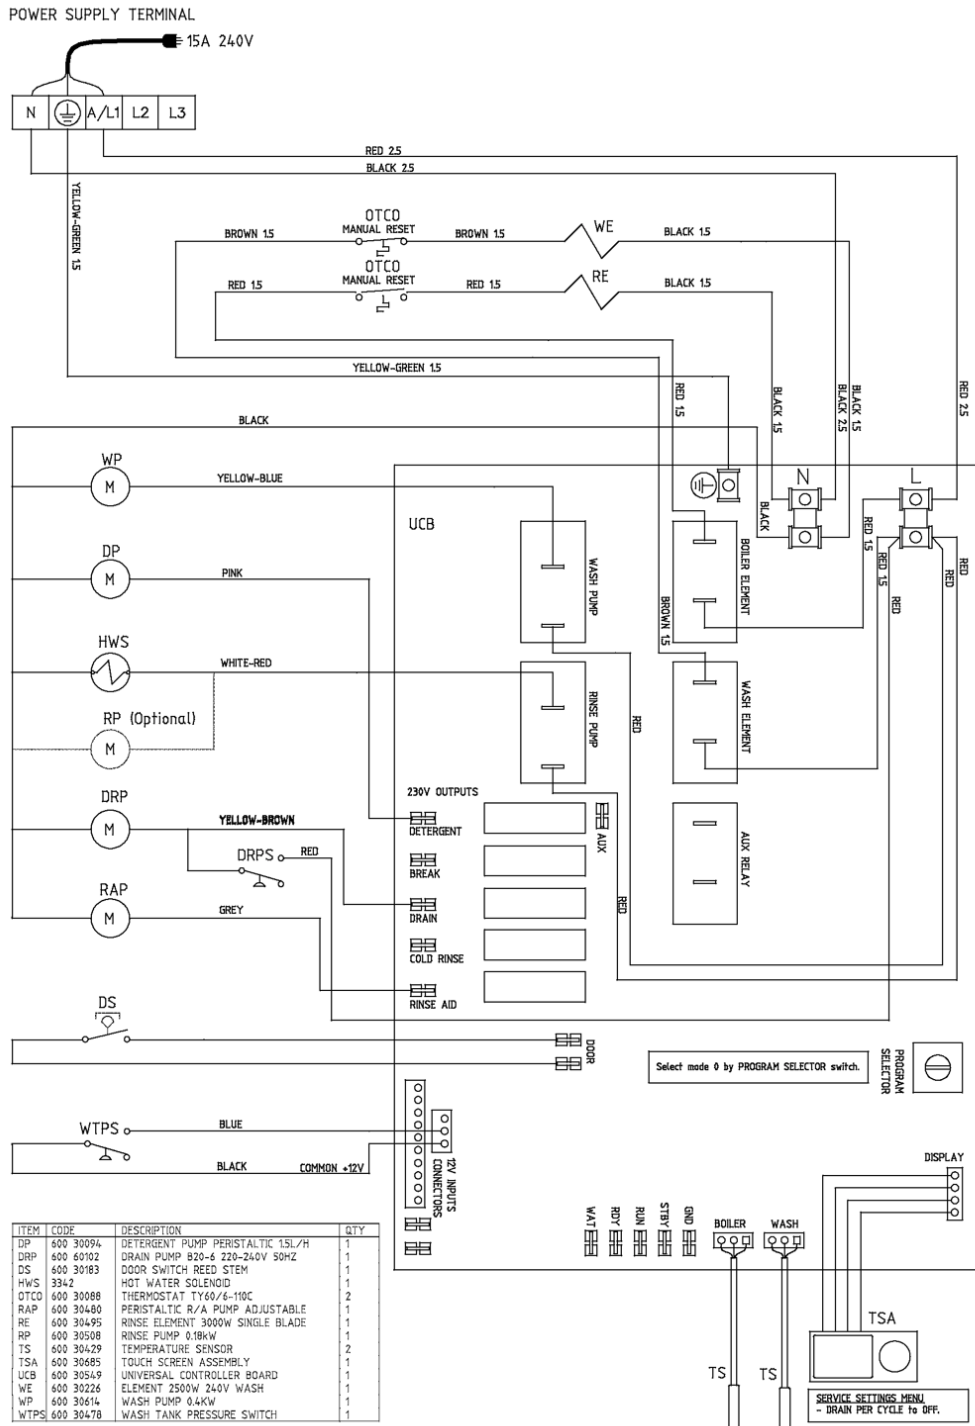 POWER SUPPLY TERMINAL
15A 240V
N
A/L1
L2
L3
RED 2.5
BLACK 2.5
YELLOW-GREEN 1.5
OTCO
MANUAL RESET
BROWN 1.5
BROWN 1.5
WE
BLACK 1.5
OTCO
MANUAL RESET
RED 1.5
RED 1.5
RE
BLACK 1.5
YELLOW-GREEN 1.5
RED 1.5
BLACK 1.5
BLACK 2.5
BLACK 1.5
RED 2.5
BLACK
WP
M
YELLOW-BLUE
UCB
N
L
BLACK
WASH PUMP
BOILER ELEMENT
RED 1.5
RED 1.5
RED
RED
RED
DP
M
PINK
BROWN 1.5
HWS
WHITE-RED
RINSE PUMP
RED
WASH ELEMENT
RP (Optional)
M
DRP
M
YELLOW-BROWN
230V OUTPUTS
DETERGENT
AUX
AUX RELAY
DRPS
RED
BREAK
RED
RAP
M
GREY
DRAIN
COLD RINSE
RINSE AID
DS
DOOR
Select mode 0 by PROGRAM SELECTOR switch.
PROGRAM
SELECTOR
WTPS
BLUE
BLACK
COMMON +12V
12V INPUTS
CONNECTORS
DISPLAY
WAT
RDY
RUN
STBY
GND
BOILER
WASH
TSA
TS
TS
SERVICE SETTINGS MENU
- DRAIN PER CYCLE to OFF.
ITEM CODE DESCRIPTION QTY
DP 600 30094 DETERGENT PUMP PERISTALTIC 1.5L/H 1
DRP 600 60102 DRAIN PUMP B20-6 220-240V 50HZ 1
DS 600 30183 DOOR SWITCH REED STEM 1
HWS 3342 HOT WATER SOLENOID 1
OTCO 600 30088 THERMOSTAT TY60/6-110C 2
RAP 600 30480 PERISTALTIC R/A PUMP ADJUSTABLE 1
RE 600 30495 RINSE ELEMENT 3000W SINGLE BLADE 1
RP 600 30508 RINSE PUMP 0.18kW 1
TS 600 30429 TEMPERATURE SENSOR 2
TSA 600 30685 TOUCH SCREEN ASSEMBLY 1
UCB 600 30549 UNIVERSAL CONTROLLER BOARD 1
WE 600 30226 ELEMENT 2500W 240V WASH 1
WP 600 30614 WASH PUMP 0.4KW 1
WTPS 600 30478 WASH TANK PRESSURE SWITCH 1